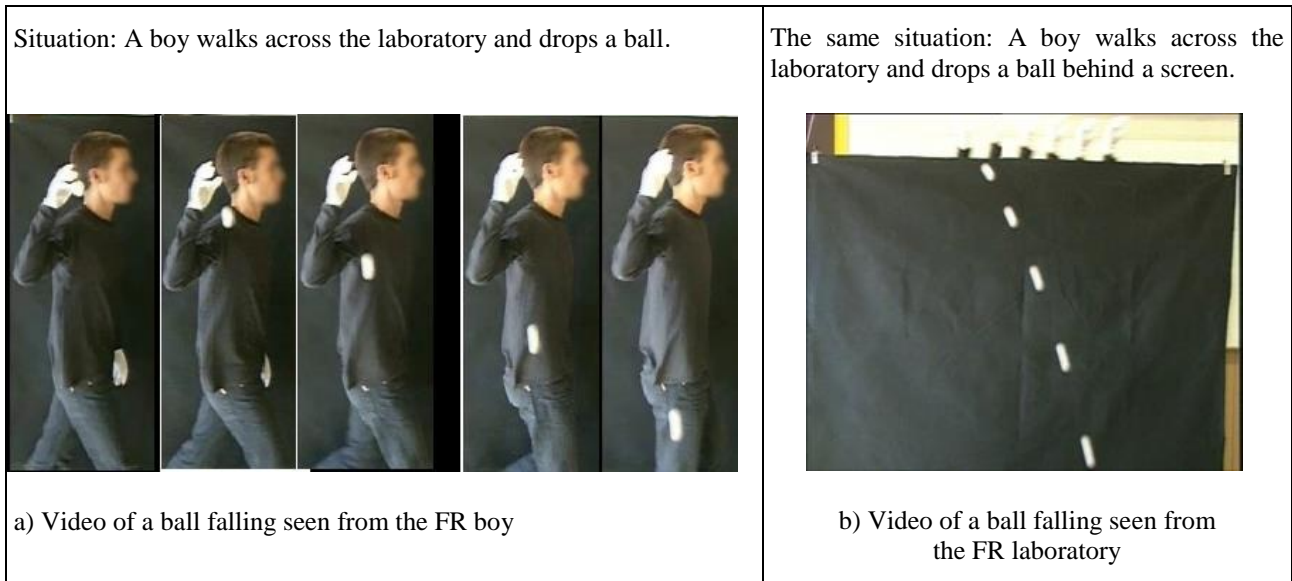 Situation: A boy walks across the laboratory and drops a ball.
The same situation: A boy walks across the
laboratory and drops a ball behind a screen.
a) Video of a ball falling seen from the FR boy
b) Video of a ball falling seen from
the FR laboratory